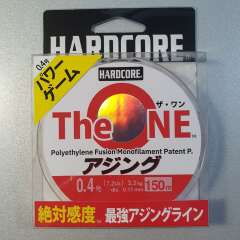 HARDCORE
0.4号
パワー
ゲーム
HARDCORE
ザ・ワン
The ONE
Polyethylene Fusion Monofilament Patent P.
アジング
0.4号
150m
絶対感度 最強アジングライン